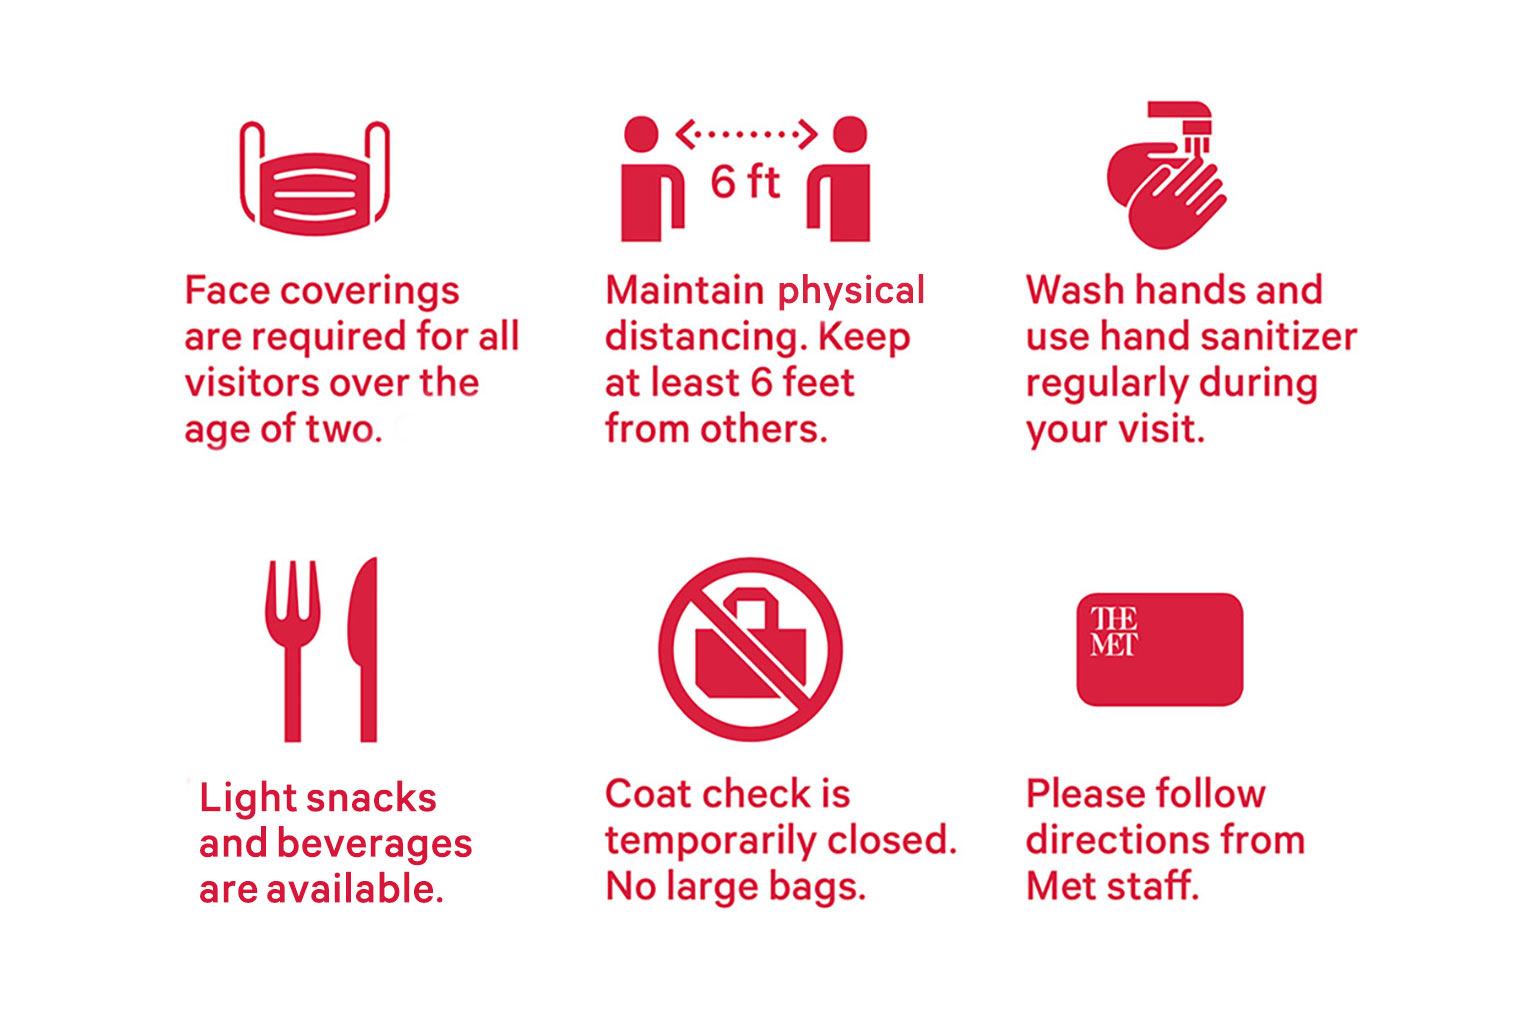 6 ft
Face coverings
are required for all
visitors over the
age of two.
Maintain physical
distancing. Keep
at least 6 feet
from others.
Wash hands and
use hand sanitizer
regularly during
your visit.
THE
MET
Light snacks
and beverages
are available.
Coat check is
temporarily closed.
No large bags.
Please follow
directions from
Met staff.